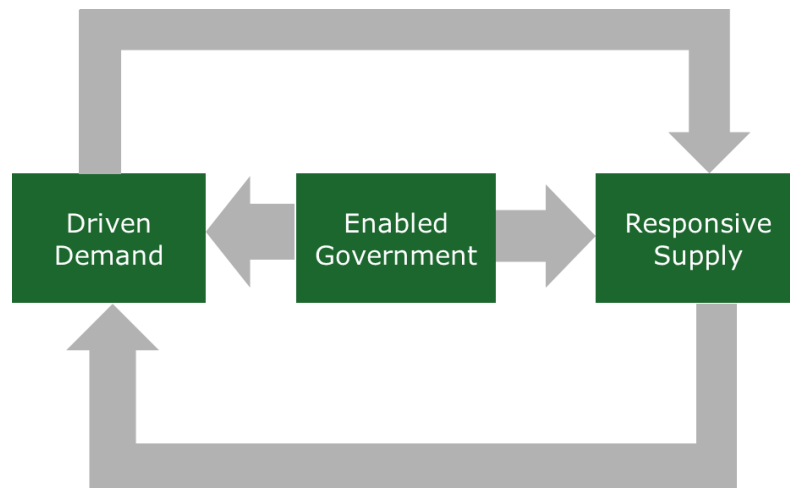 Driven
Demand
Enabled
Government
Responsive
Supply